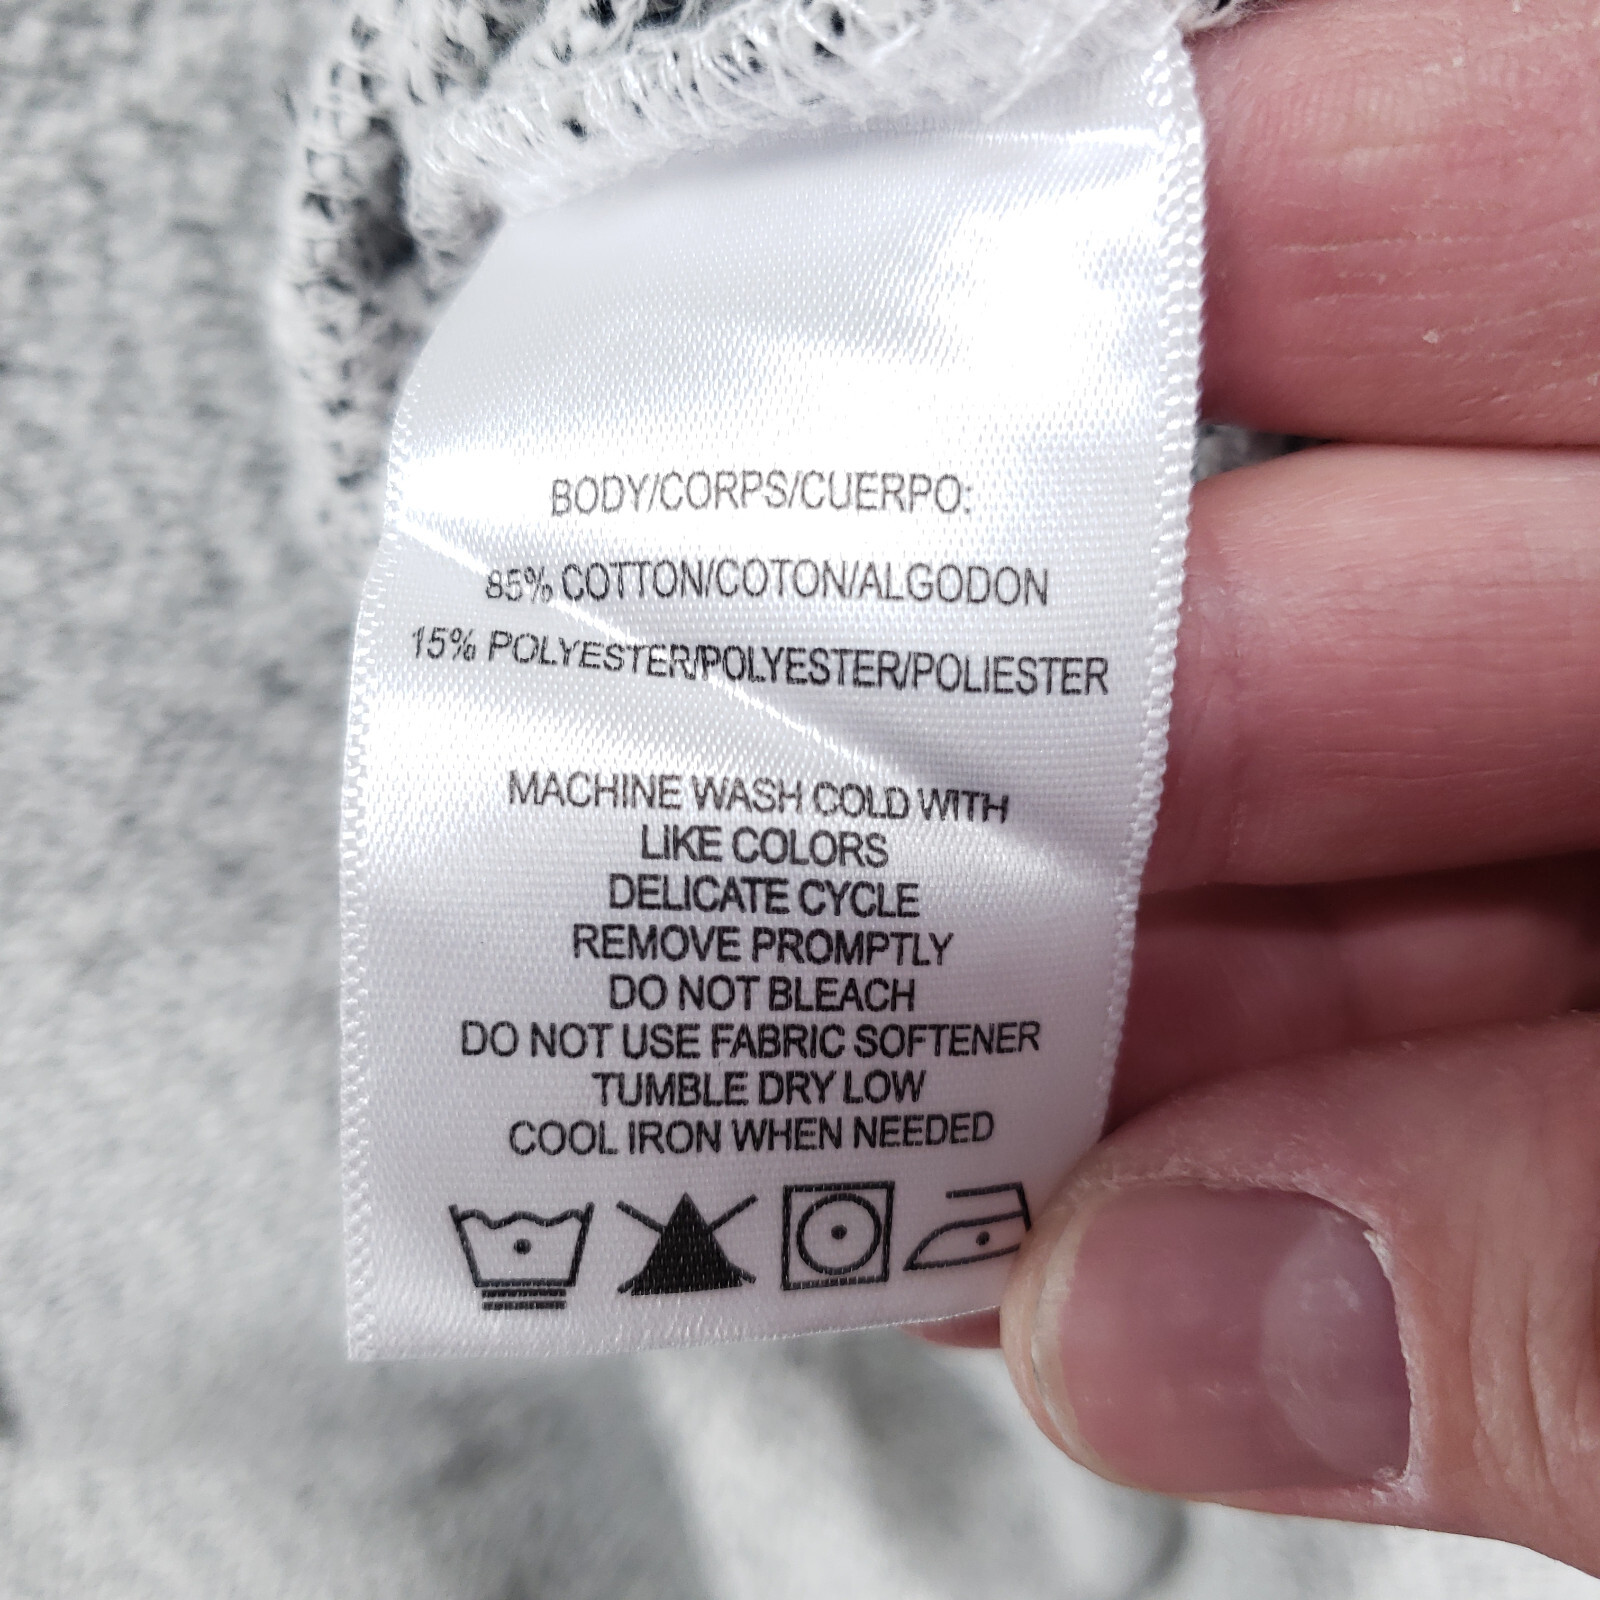 BODY/CORPS/CUERPO:
85% COTTON/COTON/ALGODON
15% POLYESTER/POLYESTER/POLIESTER
MACHINE WASH COLD WITH
LIKE COLORS
DELICATE CYCLE
REMOVE PROMPTLY
DO NOT BLEACH
DO NOT USE FABRIC SOFTENER
TUMBLE DRY LOW
COOL IRON WHEN NEEDED